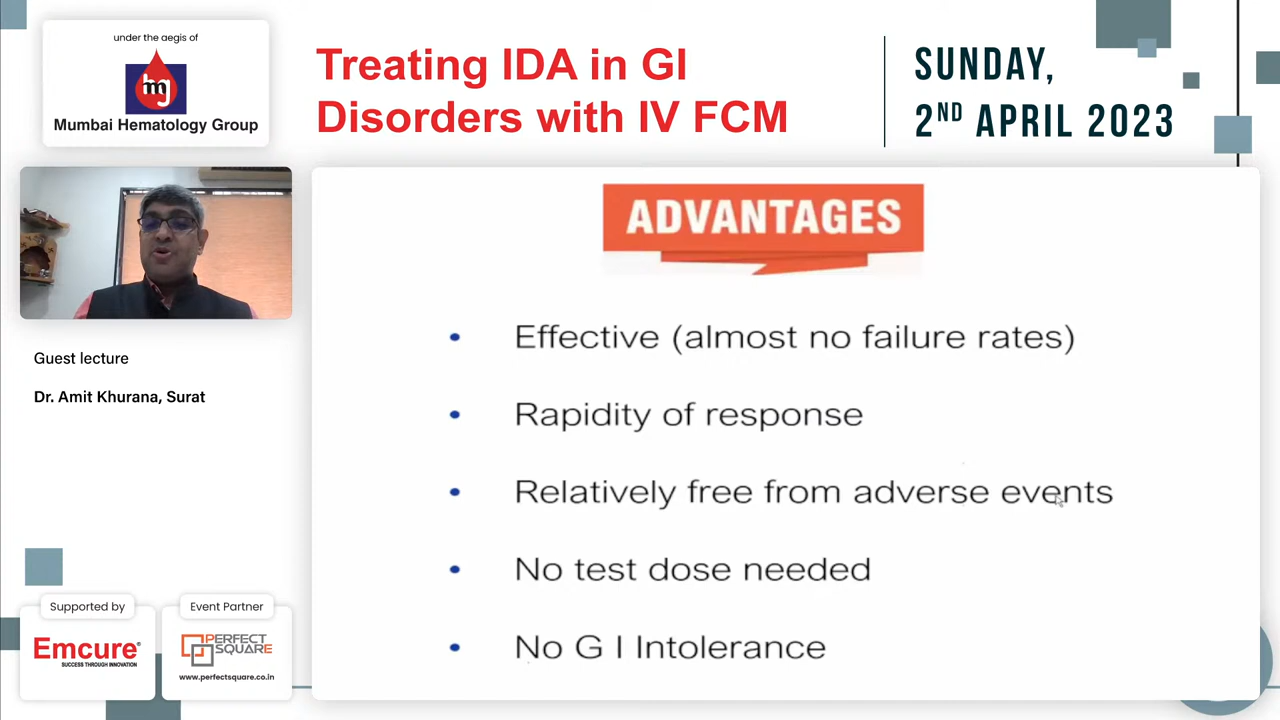 under the aegis of
mg
Mumbai Hematology Group
Treating IDA in GI
Disorders with IV FCM
SUNDAY,
2ND APRIL 2023
Guest lecture
Dr. Amit Khurana, Surat
ADVANTAGES
• Effective (almost no failure rates)
• Rapidity of response
• Relatively free from adverse events
• No test dose needed
• No G I Intolerance
Supported by
Emcure®
SUCCESS THROUGH INNOVATION
Event Partner
PERFECT
SQUARE
www.perfectsquare.co.in